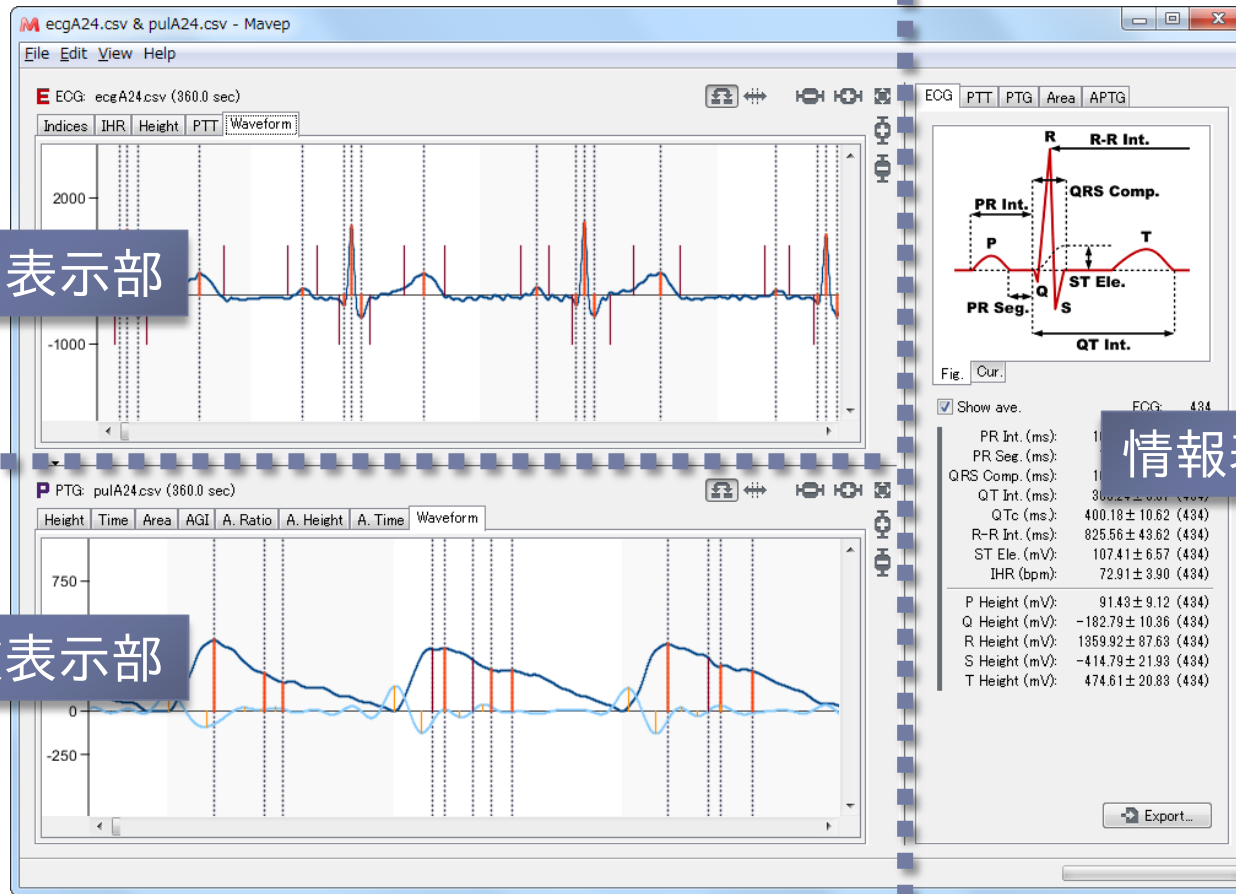 ecgA24.csv & pulA24.csv - Mavep
File Edit View Help
E ECG: ecgA24.csv (360.0 sec)
Indices IHR Height PTT Waveform
2000
-1000
表示部
P PTG: pulA24.csv (360.0 sec)
Height Time Area AGI A. Ratio A. Height A. Time Waveform
750
0
-250
表示部
ECG PTT PTG Area APTG
R
R-R Int.
QRS Comp.
PR Int.
P
T
Q
ST Ele.
PR Seg.
S
QT Int.
Fig. Cur.
Show ave. ECG: 434
PR Int. (ms):
PR Seg. (ms):
情報
QRS Comp. (ms):
QT Int. (ms): (434)
QTc (ms.): 400.18 ± 10.62 (434)
R-R Int. (ms): 825.56 ± 43.62 (434)
ST Ele. (mV): 107.41 ± 6.57 (434)
IHR (bpm): 72.91 ± 3.90 (434)
P Height (mV): 91.43 ± 9.12 (434)
Q Height (mV): -182.79 ± 10.36 (434)
R Height (mV): 1359.92 ± 87.63 (434)
S Height (mV): -414.79 ± 21.93 (434)
T Height (mV): 474.61 ± 20.83 (434)
Export...